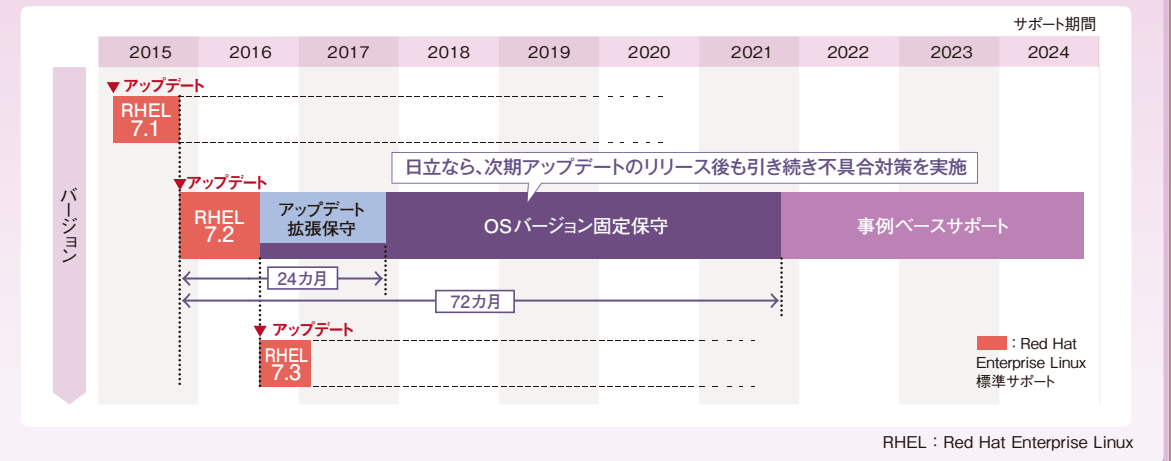 サポート期間
2015 2016 2017 2018 2019 2020 2021 2022 2023 2024
バージョン
▼アップデート
RHEL
7.1
日立なら、次期アップデートのリリース後も引き続き不具合対策を実施
▼アップデート
RHEL
7.2
アップデート
拡張保守
OSバージョン固定保守
事例ベースサポート
24カ月
72カ月
▼アップデート
RHEL
7.3
:Red Hat
Enterprise Linux
標準サポート
RHEL:Red Hat Enterprise Linux